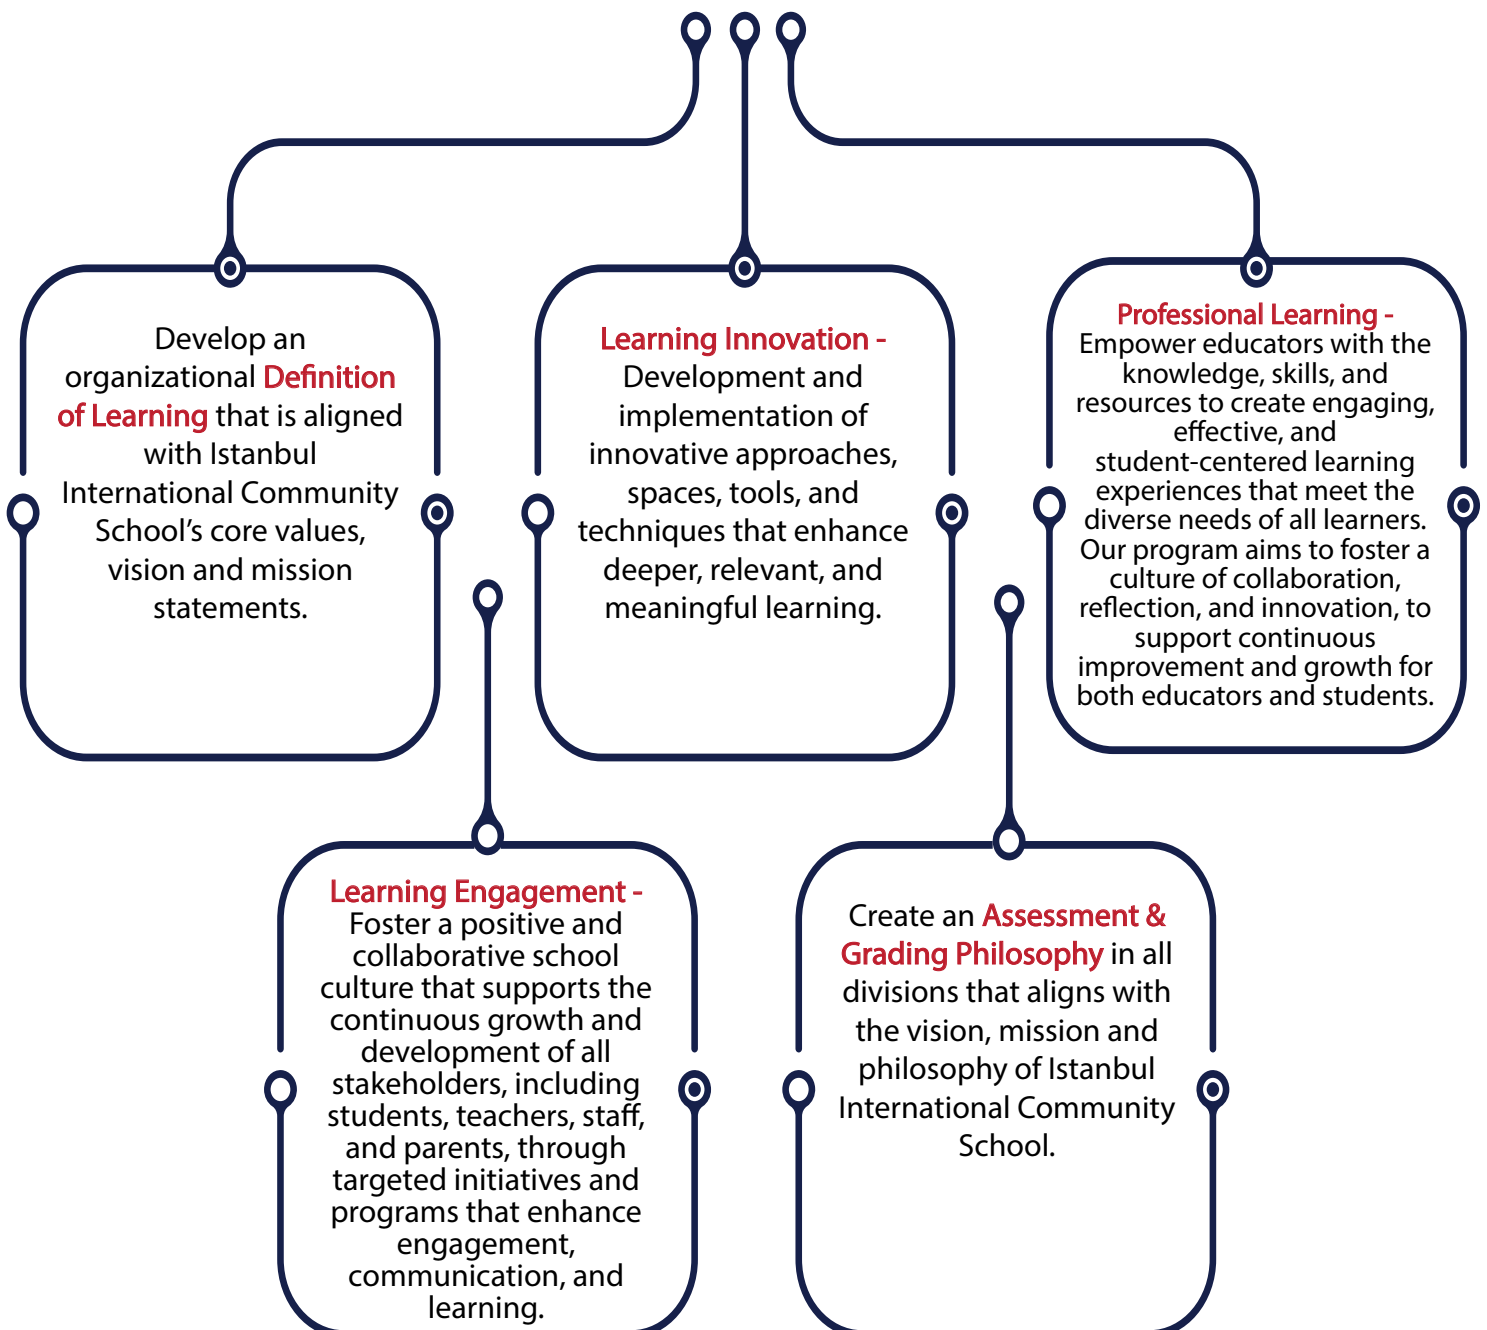 Develop an
organizational Definition
of Learning that is aligned
with Istanbul
International Community
School’s core values,
vision and mission
statements.
Learning Innovation -
Development and
implementation of
innovative approaches,
spaces, tools, and
techniques that enhance
deeper, relevant, and
meaningful learning.
Professional Learning -
Empower educators with the
knowledge, skills, and
resources to create engaging,
effective, and
student-centered learning
experiences that meet the
diverse needs of all learners.
Our program aims to foster a
culture of collaboration,
reflection, and innovation, to
support continuous
improvement and growth for
both educators and students.
Learning Engagement -
Foster a positive and
collaborative school
culture that supports the
continuous growth and
development of all
stakeholders, including
students, teachers, staff,
and parents, through
targeted initiatives and
programs that enhance
engagement,
communication, and
learning.
Create an Assessment &
Grading Philosophy in all
divisions that aligns with
the vision, mission and
philosophy of Istanbul
International Community
School.